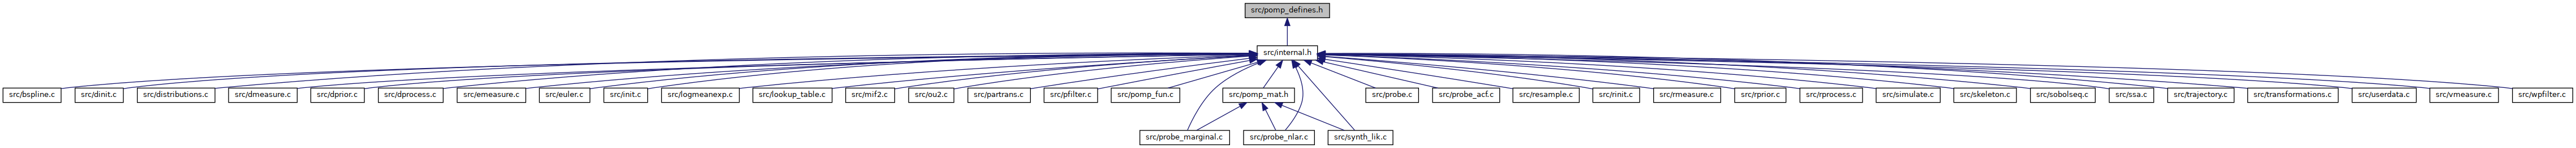 src/pomp_defines.h
src/internal.h
src/bspline.c
src/dinit.c
src/distributions.c
src/dmeasure.c
src/dprior.c
src/dprocess.c
src/emeasure.c
src/euler.c
src/init.c
src/logmeanexp.c
src/lookup_table.c
src/mif2.c
src/ou2.c
src/partrans.c
src/pfilter.c
src/pomp_fun.c
src/pomp_mat.h
src/probe.c
src/probe_acf.c
src/resample.c
src/rinit.c
src/rmeasure.c
src/rprior.c
src/rprocess.c
src/simulate.c
src/skeleton.c
src/sobolseq.c
src/ssa.c
src/trajectory.c
src/transformations.c
src/userdata.c
src/vmeasure.c
src/wpfilter.c
src/probe_marginal.c
src/probe_nlar.c
src/synth_lik.c